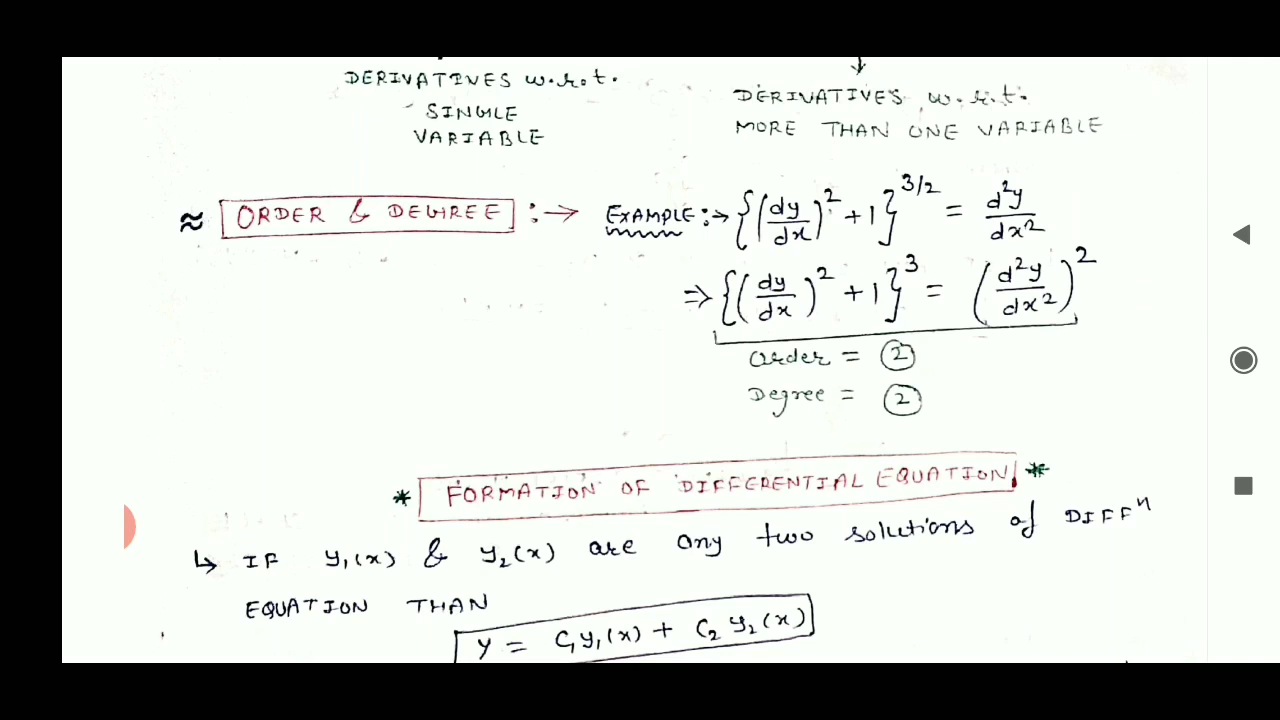 DERIVATIVES w.r.t.
SINGLE
VARIABLE
DERIVATIVES w.r.t.
MORE THAN ONE VARIABLE
≈ ORDER & DEGREE :→ EXAMPLE:→ {(dy/dx)² + 1}^3/2 = d²y/dx²
⇒ {(dy/dx)² + 1}³ = (d²y/dx²)²
Order = 2
Degree = 2
* FORMATION OF DIFFERENTIAL EQUATION *
↳ IF y₁(x) & y₂(x) are any two solutions of DIFFⁿ
EQUATION THAN
y = C₁y₁(x) + C₂ y₂(x)